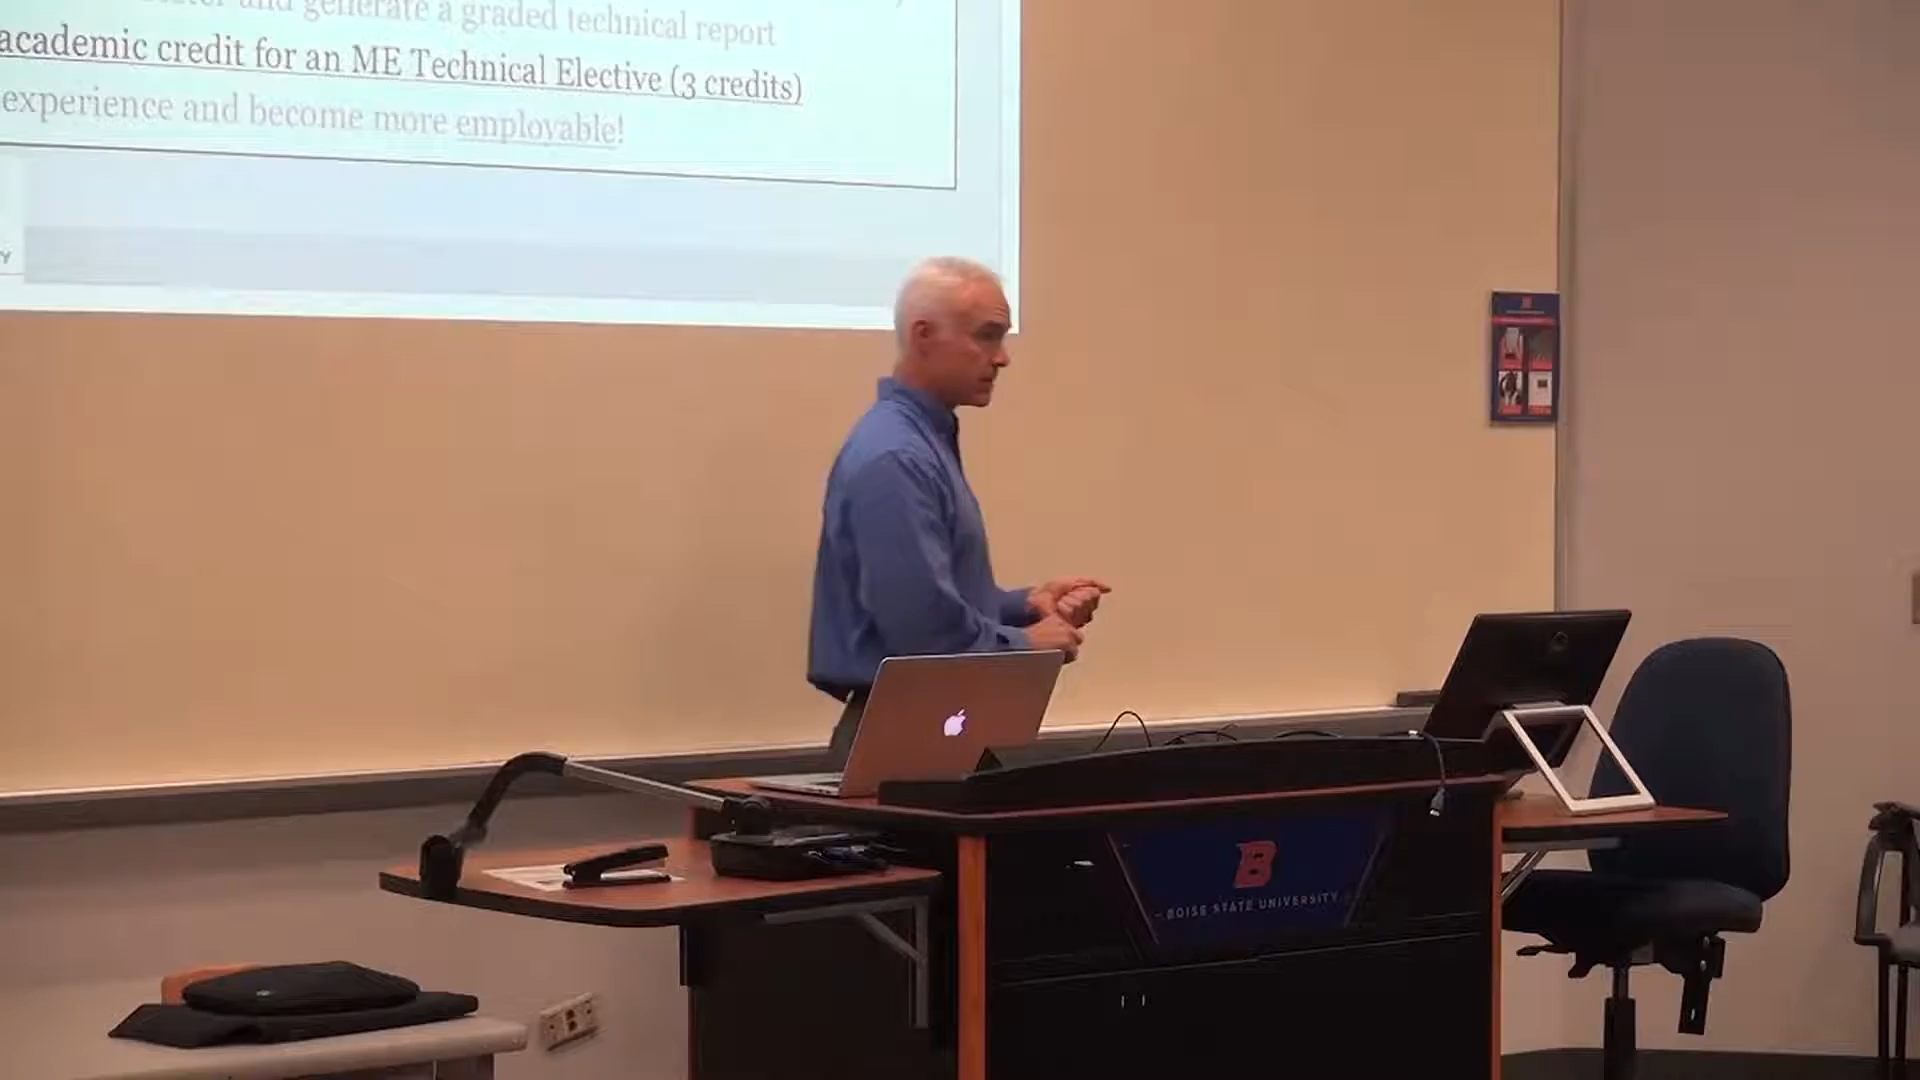 and generate a graded technical report
academic credit for an ME Technical Elective (3 credits)
experience and become more employable!
Y
B
BOISE STATE UNIVERSITY